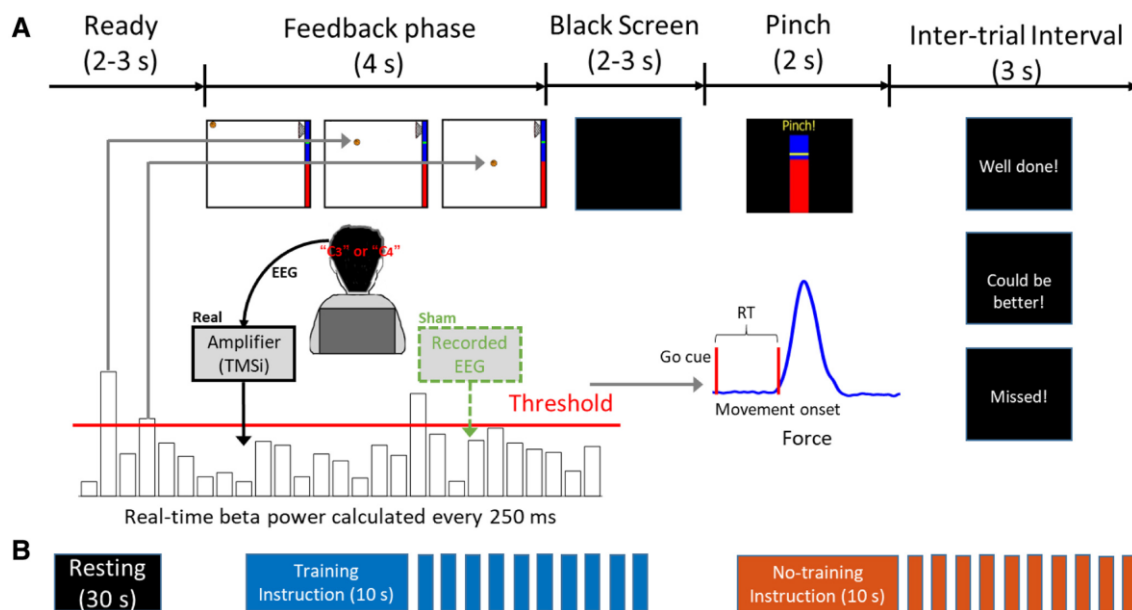 A
Ready
(2-3 s)
Feedback phase
(4 s)
Black Screen
(2-3 s)
Pinch
(2 s)
Inter-trial Interval
(3 s)
Pinch!
Well done!
"C3" or "C4"
EEG
Real
Amplifier
(TMSi)
Sham
Recorded
EEG
Could be
better!
RT
Go cue
Threshold
Movement onset
Force
Missed!
Real-time beta power calculated every 250 ms
B
Resting
(30 s)
Training
Instruction (10 s)
No-training
Instruction (10 s)